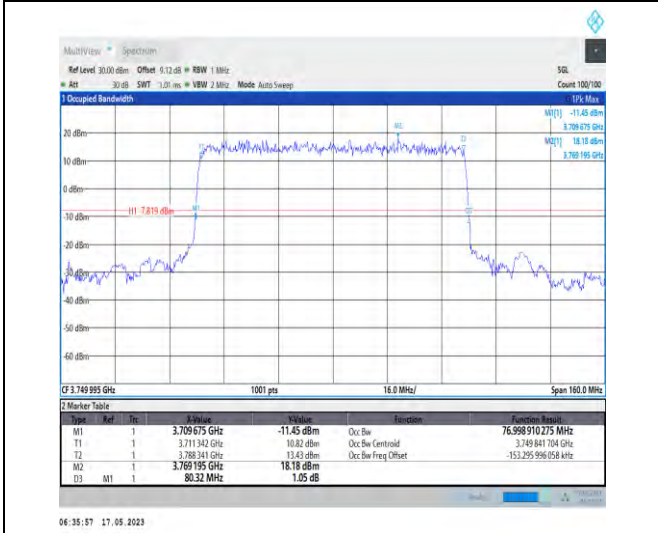 MultiView Spectrum
Ref Level 30.00 dBm Offset 9.12 dB RBW 1 MHz SGL
Att 30 dB SWT 1.01 ms VBW 2 MHz Mode Auto Sweep Count 100/100
1 Occupied Bandwidth 1Pk Max
M1[1] -11.45 dBm
3.709 675 GHz
M2[1] 18.18 dBm
3.769 195 GHz
20 dBm
M2
T1
T2
10 dBm
0 dBm
M1
H1 -7.819 dBm
-10 dBm
-20 dBm
-30 dBm
-40 dBm
-50 dBm
-60 dBm
CF 3.749 995 GHz 1001 pts 16.0 MHz/ Span 160.0 MHz
2 Marker Table
Type Ref Trc X-Value Y-Value Function Function Result
M1 1 3.709 675 GHz -11.45 dBm Occ Bw 76.998 910 275 MHz
T1 1 3.711 342 GHz 10.82 dBm Occ Bw Centroid 3.749 841 704 GHz
T2 1 3.788 341 GHz 13.43 dBm Occ Bw Freq Offset -153.295 996 058 kHz
M2 1 3.769 195 GHz 18.18 dBm
D3 M1 1 80.32 MHz 1.05 dB
06:35:57 17.05.2023